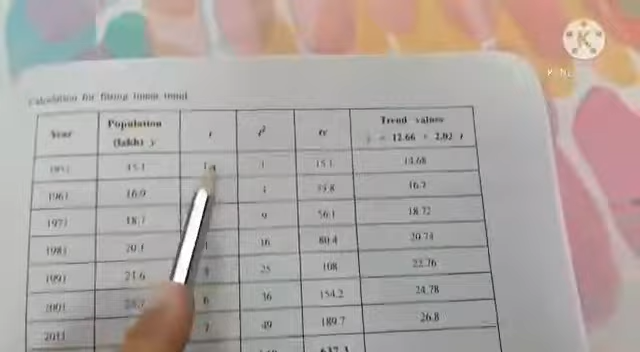 Calculation for fitting linear trend
Year Population (lakh) y t t² ty Trend values = 12.66 + 2.02 t
1951 15.1 1 1 15.1 14.68
1961 16.9 4 33.8 16.7
1971 18.7 9 56.1 18.72
1981 20.1 16 80.4 20.74
1991 21.6 25 108 22.76
2001 6 36 154.2 24.78
2011 7 49 189.7 26.8